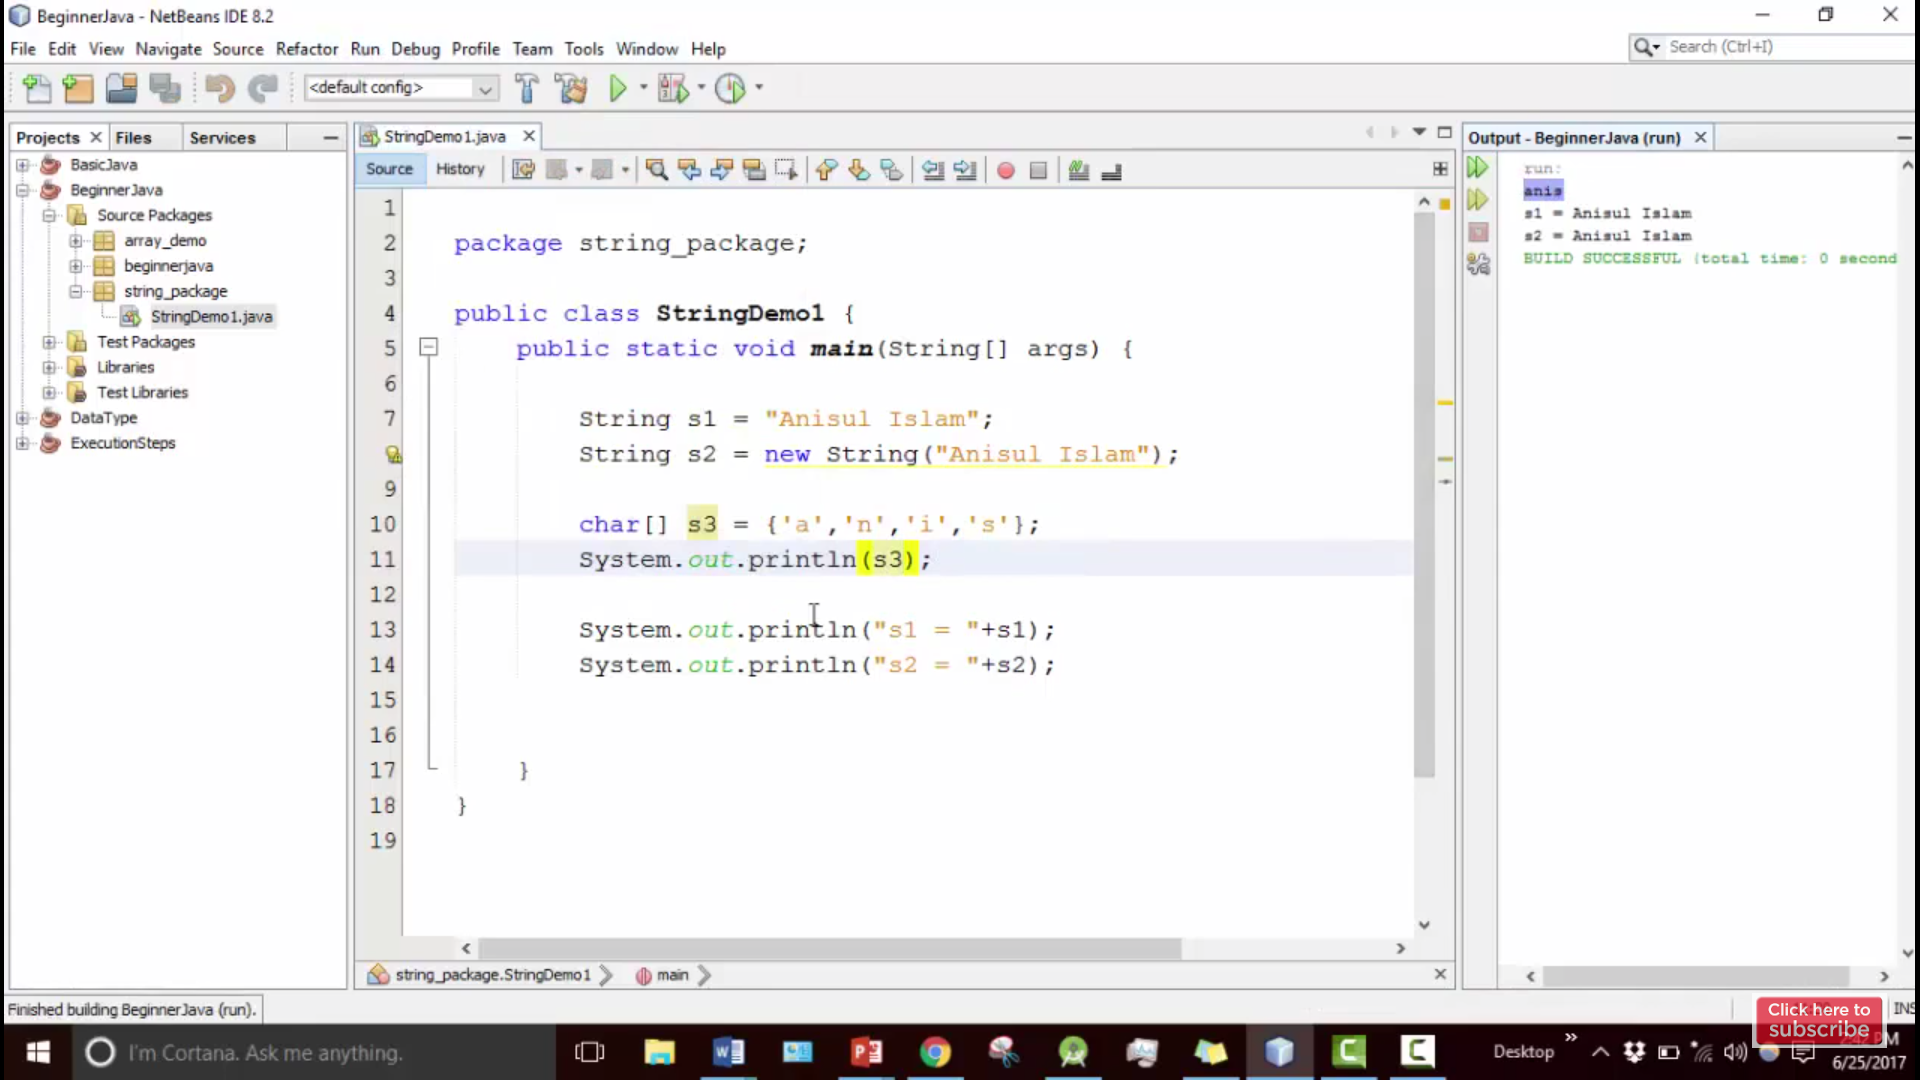 BeginnerJava - NetBeans IDE 8.2
File Edit View Navigate Source Refactor Run Debug Profile Team Tools Window Help
Search (Ctrl+I)
<default config>
Projects Files Services
BasicJava
BeginnerJava
Source Packages
array_demo
beginnerjava
string_package
StringDemo1.java
Test Packages
Libraries
Test Libraries
DataType
ExecutionSteps
StringDemo1.java
Source History
1
2 package string_package;
3
4 public class StringDemo1 {
5 public static void main(String[] args) {
6
7 String s1 = "Anisul Islam";
String s2 = new String("Anisul Islam");
9
10 char[] s3 = {'a','n','i','s'};
11 System.out.println(s3);
12
13 System.out.println("s1 = "+s1);
14 System.out.println("s2 = "+s2);
15
16
17 }
18 }
19
string_package.StringDemo1 main
Output - BeginnerJava (run)
run:
anis
s1 = Anisul Islam
s2 = Anisul Islam
BUILD SUCCESSFUL (total time: 0 second
Finished building BeginnerJava (run).
INS
Click here to
subscribe
I'm Cortana. Ask me anything.
Desktop
6/25/2017